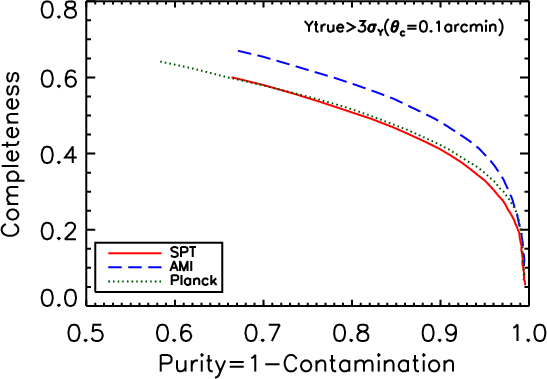 0.8
Ytrue>3σY(θc=0.1arcmin)
0.6
Completeness
0.4
0.2
SPT
AMI
Planck
0.0
0.5 0.6 0.7 0.8 0.9 1.0
Purity=1−Contamination